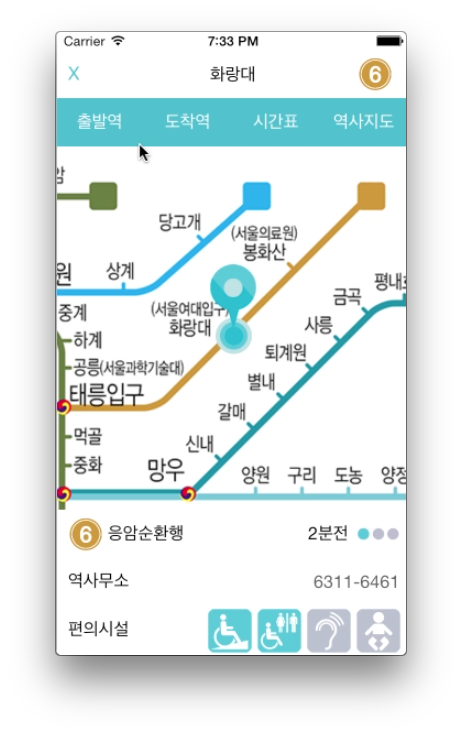 Carrier 7:33 PM
X 화랑대 6
출발역 도착역 시간표 역사지도
암
당고개
(서울의료원)
봉화산
원 상계
평내
금곡
중계
(서울여대입구)
화랑대
사릉
하계
퇴계원
공릉(서울과학기술대)
별내
태릉입구
갈매
먹골
신내
중화
망우
양원 구리 도농 양정
6 응암순환행 2분전
역사무소 6311-6461
편의시설